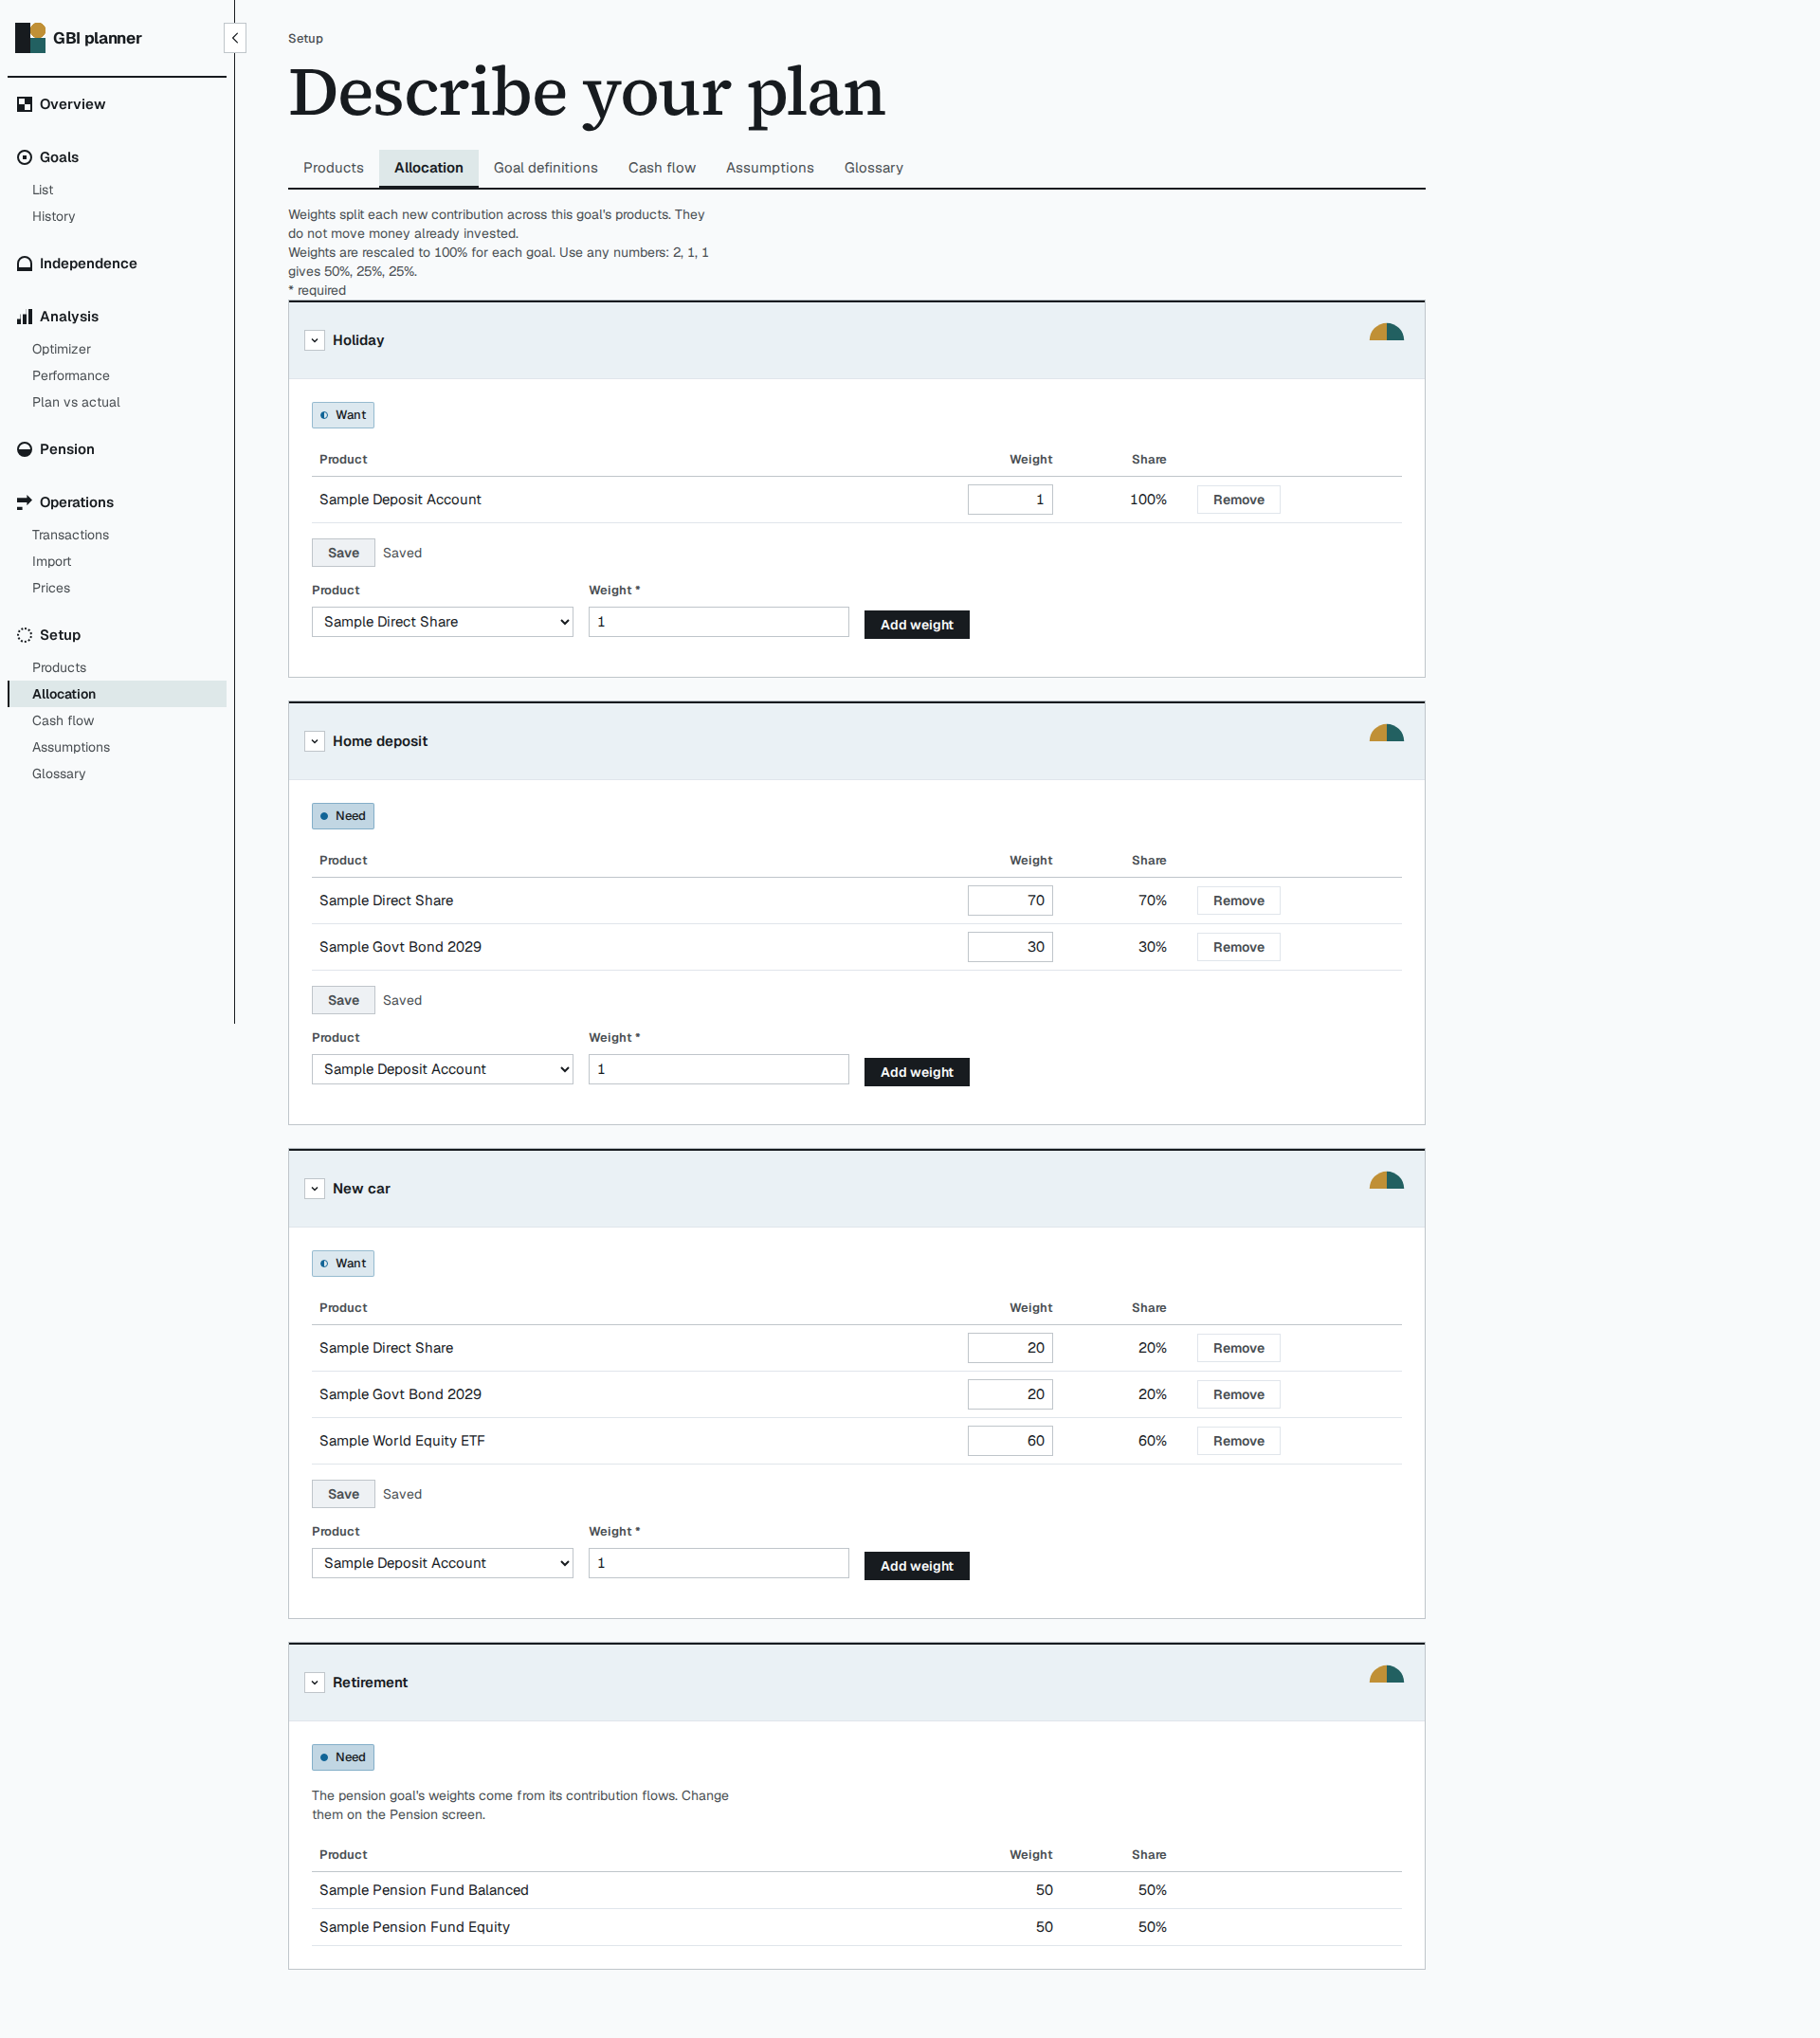 GBI planner
Overview
Goals
List
History
Independence
Analysis
Optimizer
Performance
Plan vs actual
Pension
Operations
Transactions
Import
Prices
Setup
Products
Allocation
Cash flow
Assumptions
Glossary
Setup
Describe your plan
Products Allocation Goal definitions Cash flow Assumptions Glossary
Weights split each new contribution across this goal's products. They
do not move money already invested.
Weights are rescaled to 100% for each goal. Use any numbers: 2, 1, 1
gives 50%, 25%, 25%.
* required
Holiday
Want
Product Weight Share
Sample Deposit Account 1 100% Remove
Save Saved
Product Weight *
Sample Direct Share 1 Add weight
Home deposit
Need
Product Weight Share
Sample Direct Share 70 70% Remove
Sample Govt Bond 2029 30 30% Remove
Save Saved
Product Weight *
Sample Deposit Account 1 Add weight
New car
Want
Product Weight Share
Sample Direct Share 20 20% Remove
Sample Govt Bond 2029 20 20% Remove
Sample World Equity ETF 60 60% Remove
Save Saved
Product Weight *
Sample Deposit Account 1 Add weight
Retirement
Need
The pension goal's weights come from its contribution flows. Change
them on the Pension screen.
Product Weight Share
Sample Pension Fund Balanced 50 50%
Sample Pension Fund Equity 50 50%